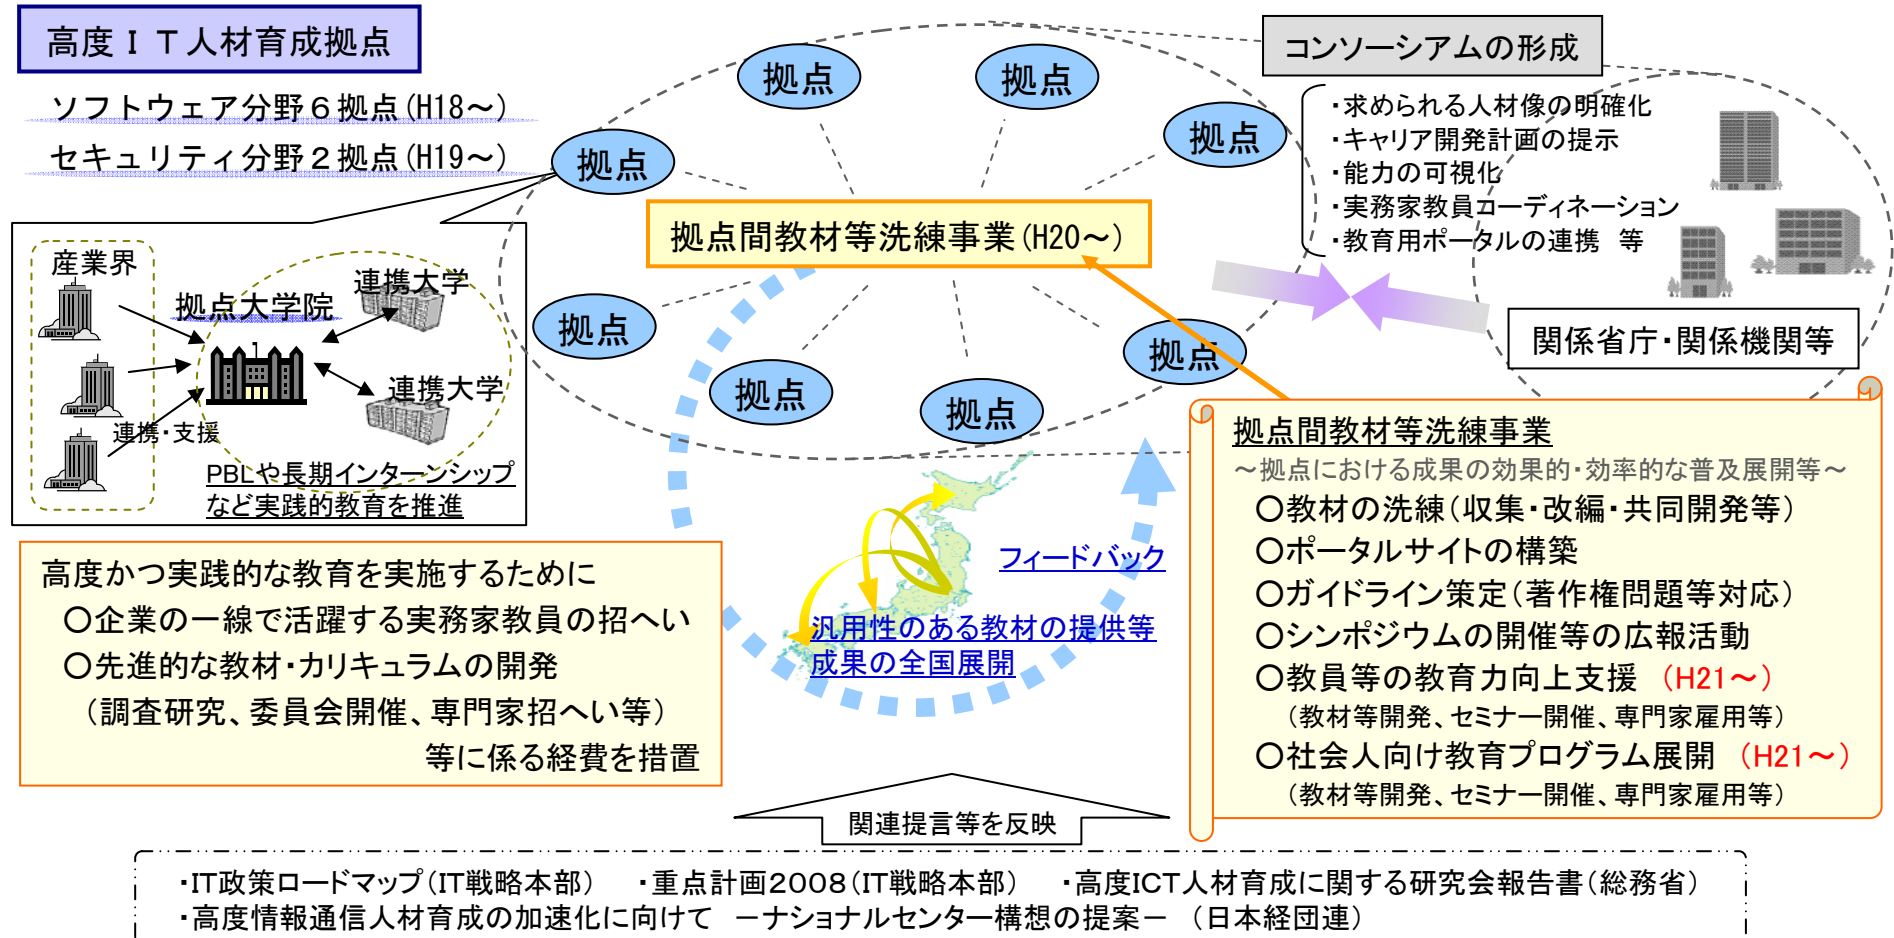 高度ＩＴ人材育成拠点
ソフトウェア分野６拠点(H18～)
セキュリティ分野２拠点(H19～)
拠点
拠点
拠点
拠点
拠点間教材等洗練事業(H20～)
拠点
拠点
拠点
拠点
拠点
コンソーシアムの形成
・求められる人材像の明確化
・キャリア開発計画の提示
・能力の可視化
・実務家教員コーディネーション
・教育用ポータルの連携　等
関係省庁・関係機関等
産業界
拠点大学院
連携大学
連携大学
連携・支援
PBLや長期インターンシップ
など実践的教育を推進
高度かつ実践的な教育を実施するために
○企業の一線で活躍する実務家教員の招へい
○先進的な教材・カリキュラムの開発
（調査研究、委員会開催、専門家招へい等）
等に係る経費を措置
フィードバック
汎用性のある教材の提供等
成果の全国展開
拠点間教材等洗練事業
～拠点における成果の効果的・効率的な普及展開等～
○教材の洗練（収集・改編・共同開発等）
○ポータルサイトの構築
○ガイドライン策定（著作権問題等対応）
○シンポジウムの開催等の広報活動
○教員等の教育力向上支援　（H21～）
（教材等開発、セミナー開催、専門家雇用等）
○社会人向け教育プログラム展開　（H21～）
（教材等開発、セミナー開催、専門家雇用等）
関連提言等を反映
・IT政策ロードマップ（IT戦略本部）　・重点計画2008（IT戦略本部）　・高度ICT人材育成に関する研究会報告書（総務省）
・高度情報通信人材育成の加速化に向けて　－ナショナルセンター構想の提案－　（日本経団連）